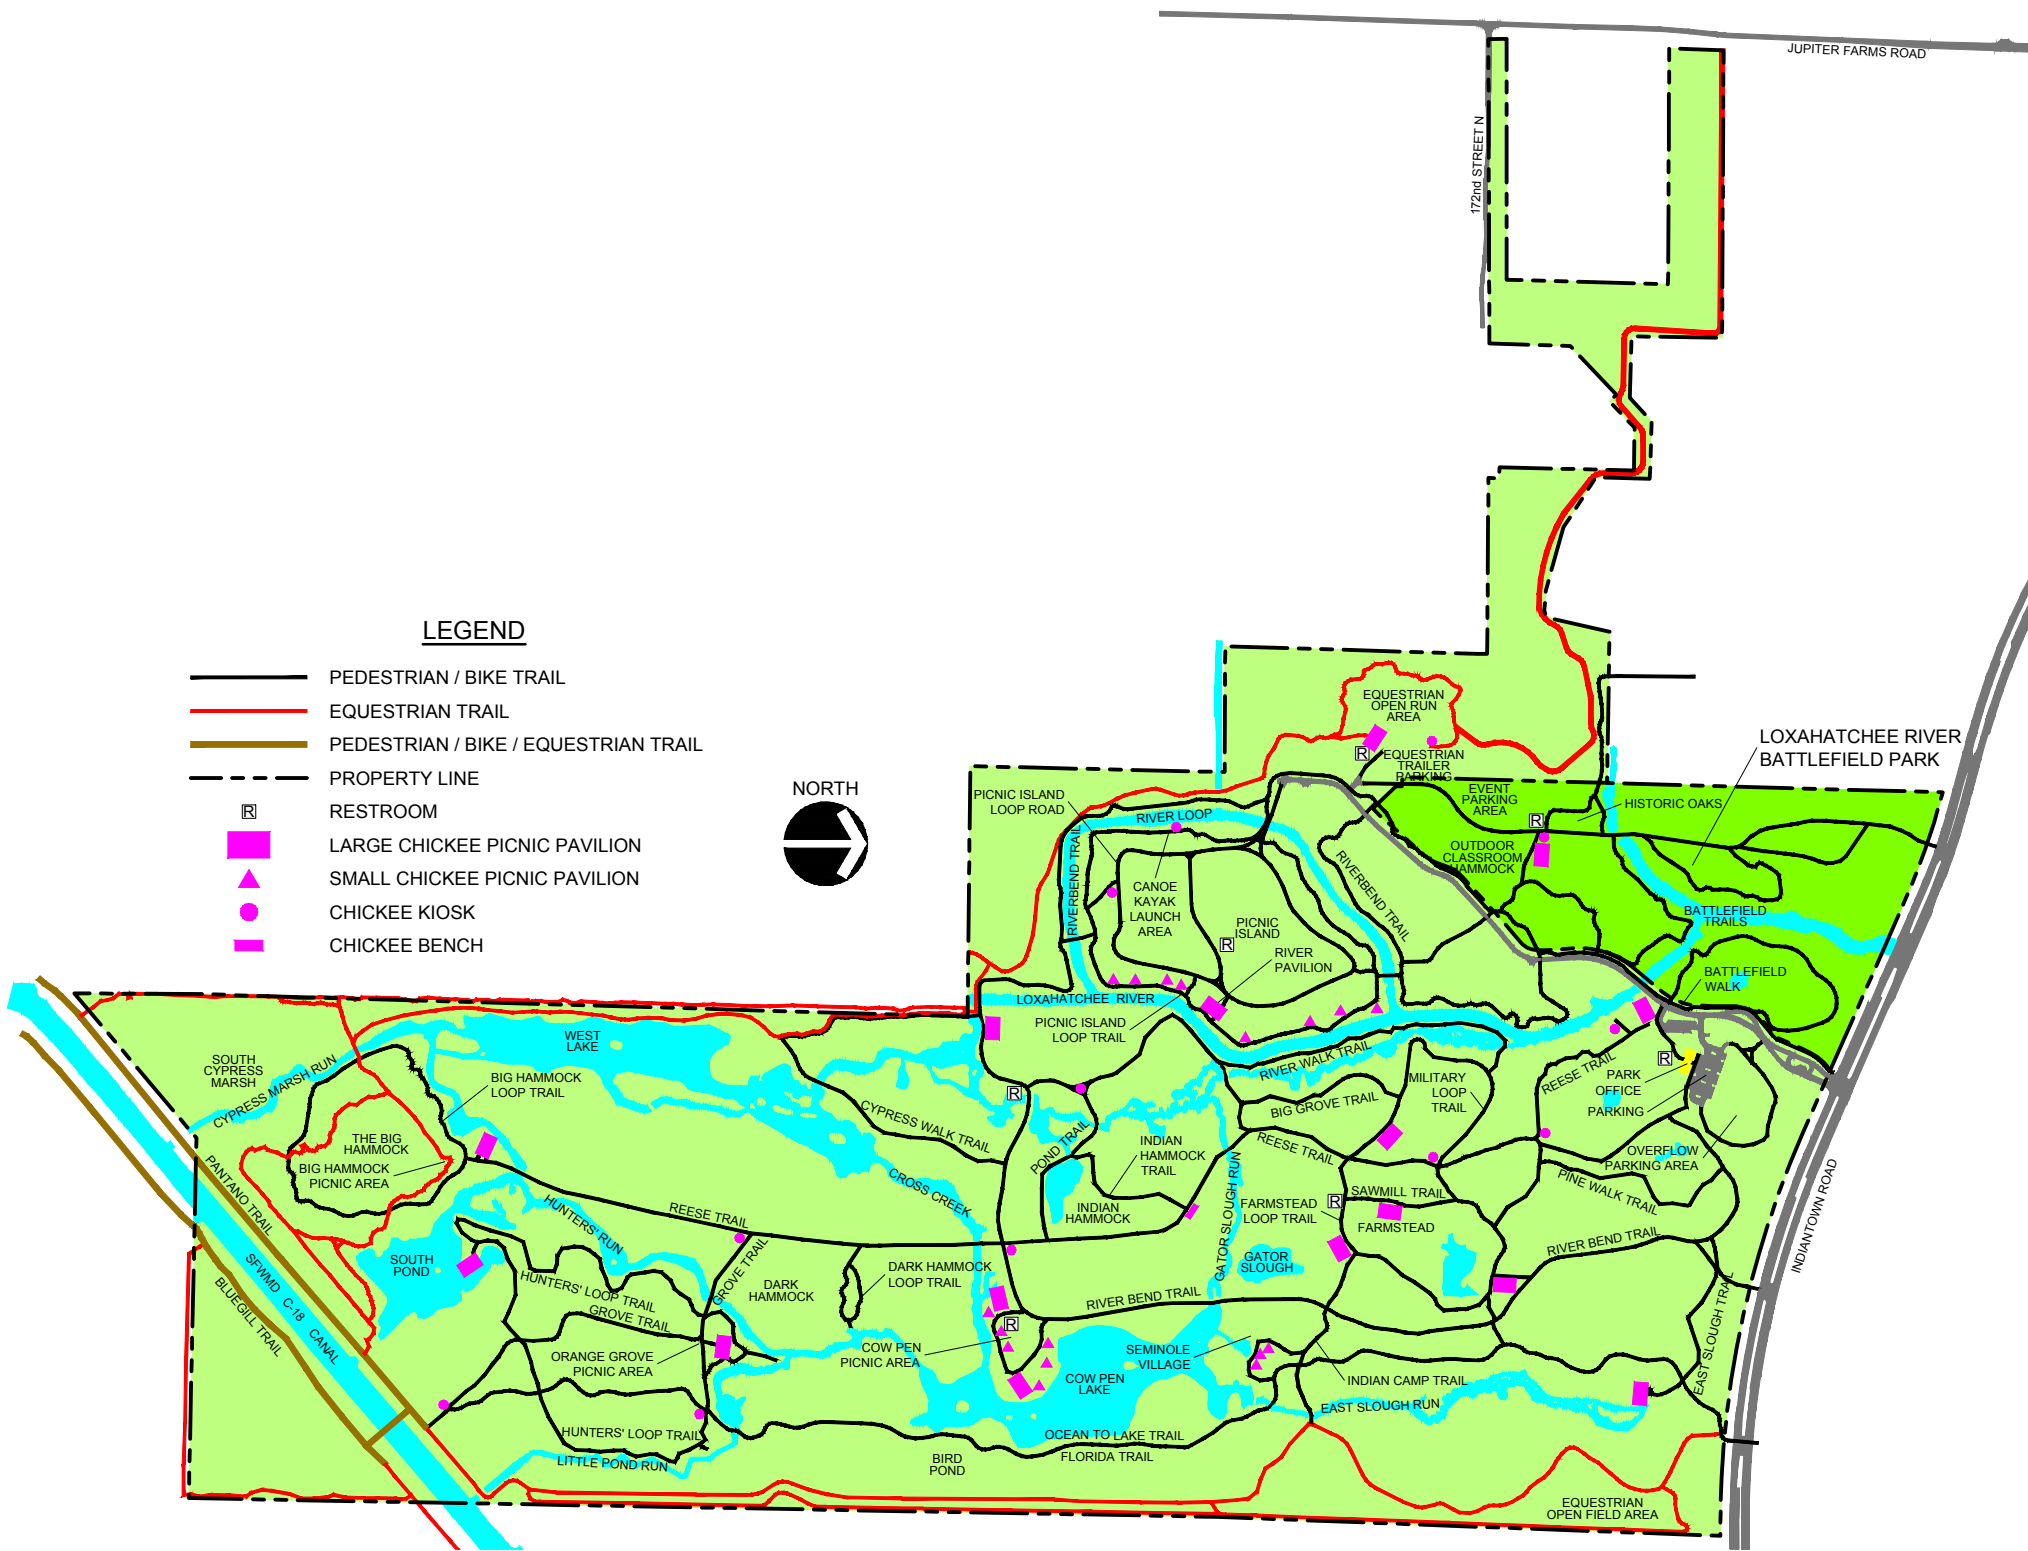 JUPITER FARMS ROAD
172nd STREET N
LEGEND
PEDESTRIAN / BIKE TRAIL
EQUESTRIAN TRAIL
PEDESTRIAN / BIKE / EQUESTRIAN TRAIL
PROPERTY LINE
R RESTROOM
LARGE CHICKEE PICNIC PAVILION
SMALL CHICKEE PICNIC PAVILION
CHICKEE KIOSK
CHICKEE BENCH
NORTH
EQUESTRIAN
OPEN RUN
AREA
R
EQUESTRIAN
TRAILER
PARKING
LOXAHATCHEE RIVER
BATTLEFIELD PARK
EVENT
PARKING
AREA
HISTORIC OAKS
R
OUTDOOR
CLASSROOM
HAMMOCK
BATTLEFIELD
TRAILS
BATTLEFIELD
WALK
PICNIC ISLAND
LOOP ROAD
RIVER LOOP
RIVERBEND TRAIL
RIVERBEND TRAIL
CANOE
KAYAK
LAUNCH
AREA
PICNIC
ISLAND
R
RIVER
PAVILION
LOXAHATCHEE RIVER
PICNIC ISLAND
LOOP TRAIL
RIVER WALK TRAIL
WEST
LAKE
SOUTH
CYPRESS
MARSH
CYPRESS MARSH RUN
BIG HAMMOCK
LOOP TRAIL
THE BIG
HAMMOCK
BIG HAMMOCK
PICNIC AREA
R
CYPRESS WALK TRAIL
POND TRAIL
INDIAN
HAMMOCK
TRAIL
BIG GROVE TRAIL
MILITARY
LOOP
TRAIL
REESE TRAIL
R
PARK
OFFICE
PARKING
OVERFLOW
PARKING AREA
REESE TRAIL
PINE WALK TRAIL
SAWMILL TRAIL
R
FARMSTEAD
LOOP TRAIL
FARMSTEAD
INDIAN
HAMMOCK
GATOR SLOUGH RUN
GATOR
SLOUGH
CROSS CREEK
REESE TRAIL
HUNTERS' RUN
PANTANO TRAIL
SFWMD C-18 CANAL
BLUEGILL TRAIL
SOUTH
POND
HUNTERS' LOOP TRAIL
GROVE TRAIL
GROVE TRAIL
DARK
HAMMOCK
DARK HAMMOCK
LOOP TRAIL
RIVER BEND TRAIL
RIVER BEND TRAIL
INDIANTOWN ROAD
EAST SLOUGH TRAIL
ORANGE GROVE
PICNIC AREA
R
COW PEN
PICNIC AREA
COW PEN
LAKE
SEMINOLE
VILLAGE
INDIAN CAMP TRAIL
EAST SLOUGH RUN
HUNTERS' LOOP TRAIL
LITTLE POND RUN
BIRD
POND
OCEAN TO LAKE TRAIL
FLORIDA TRAIL
EQUESTRIAN
OPEN FIELD AREA